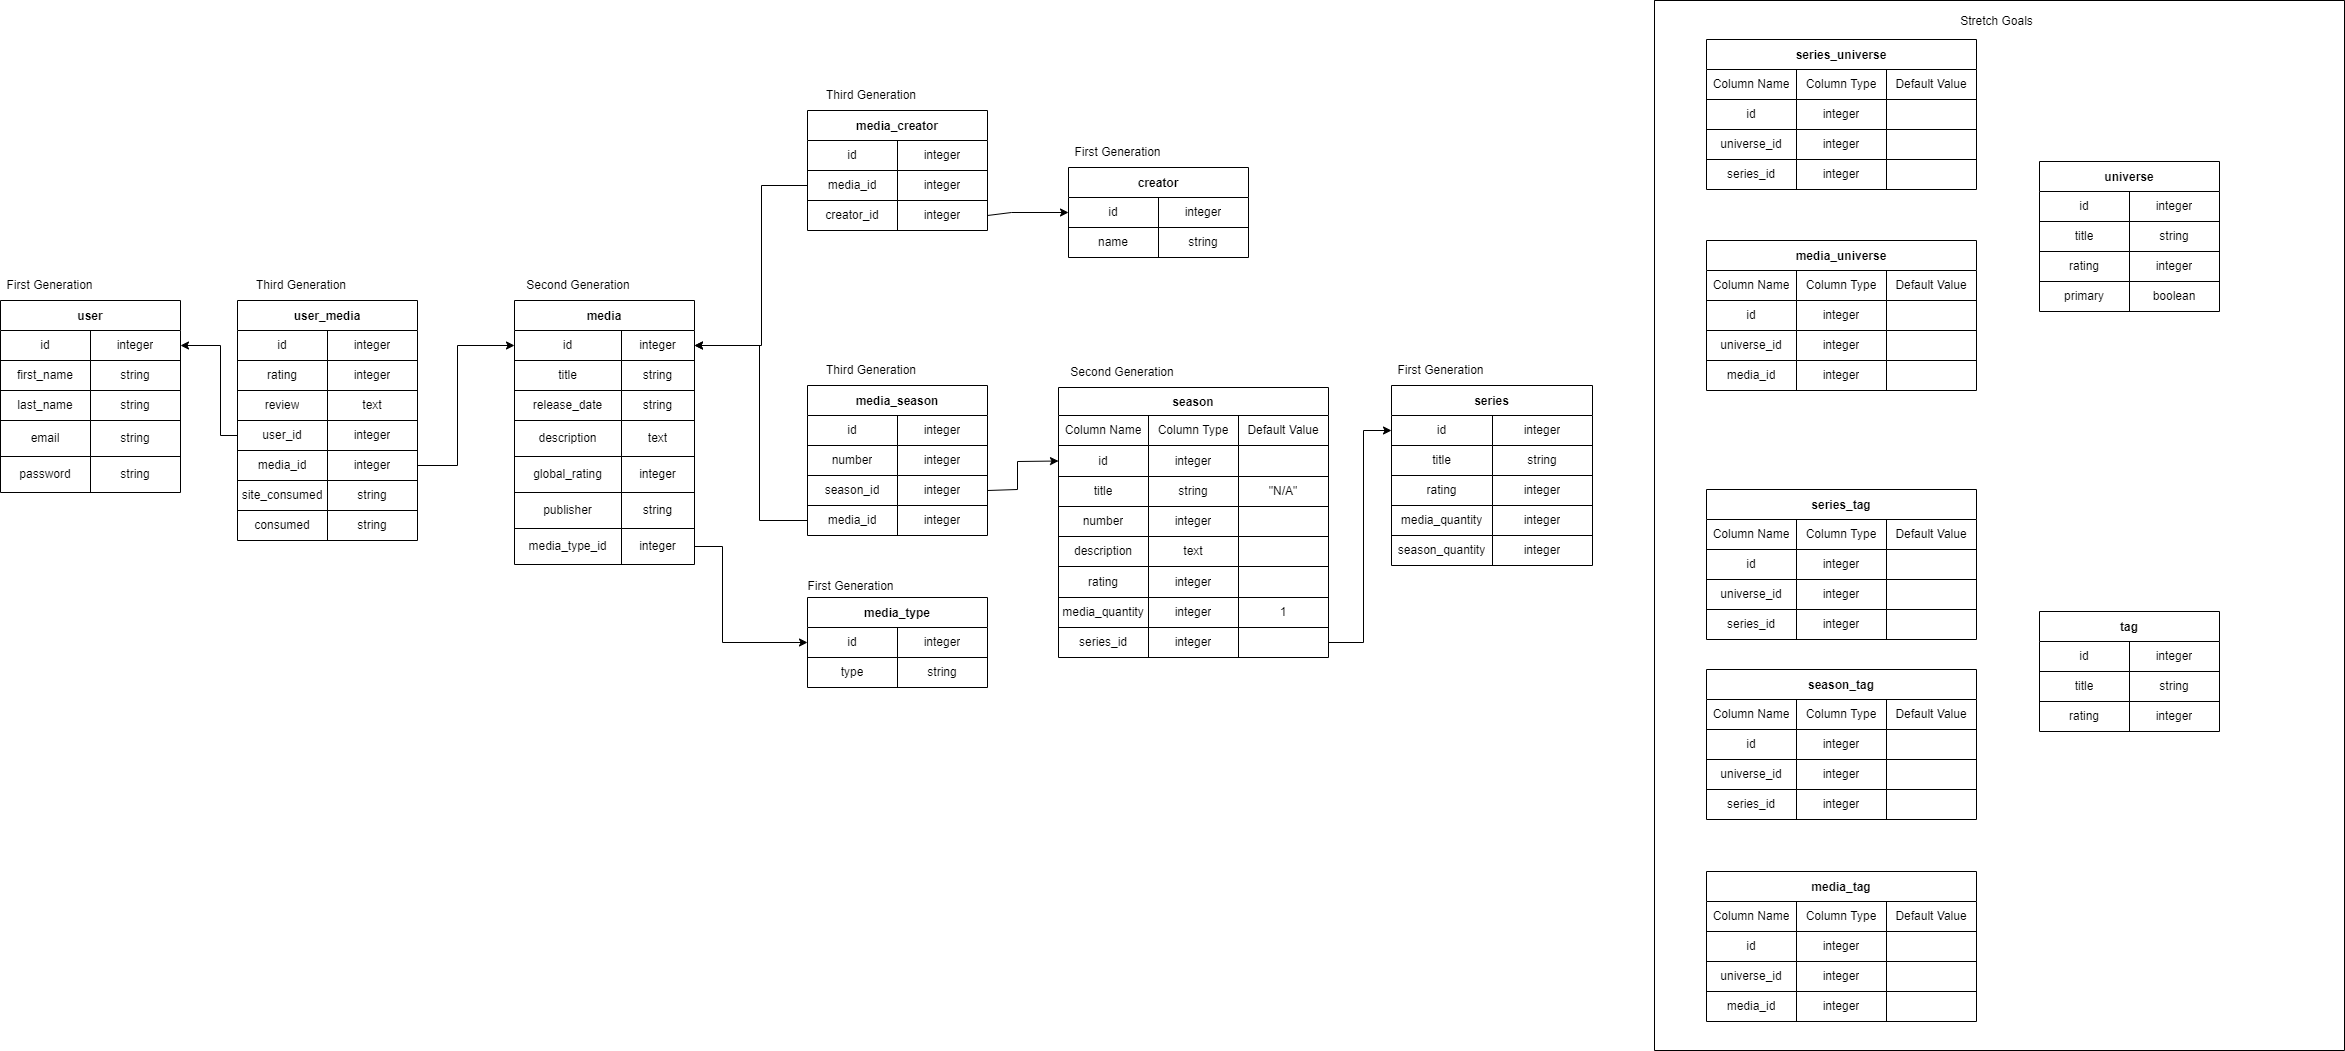 First Generation
user
id integer
first_name string
last_name string
email string
password string
Third Generation
user_media
id integer
rating integer
review text
user_id integer
media_id integer
site_consumed string
consumed string
Second Generation
media
id integer
title string
release_date string
description text
global_rating integer
publisher string
media_type_id integer
Third Generation
media_creator
id integer
media_id integer
creator_id integer
First Generation
creator
id integer
name string
Third Generation
media_season
id integer
number integer
season_id integer
media_id integer
First Generation
media_type
id integer
type string
Second Generation
season
Column Name Column Type Default Value
id integer
title string "N/A"
number integer
description text
rating integer
media_quantity integer 1
series_id integer
First Generation
series
id integer
title string
rating integer
media_quantity integer
season_quantity integer
Stretch Goals
series_universe
Column Name Column Type Default Value
id integer
universe_id integer
series_id integer
media_universe
Column Name Column Type Default Value
id integer
universe_id integer
media_id integer
universe
id integer
title string
rating integer
primary boolean
series_tag
Column Name Column Type Default Value
id integer
universe_id integer
series_id integer
season_tag
Column Name Column Type Default Value
id integer
universe_id integer
series_id integer
tag
id integer
title string
rating integer
media_tag
Column Name Column Type Default Value
id integer
universe_id integer
media_id integer